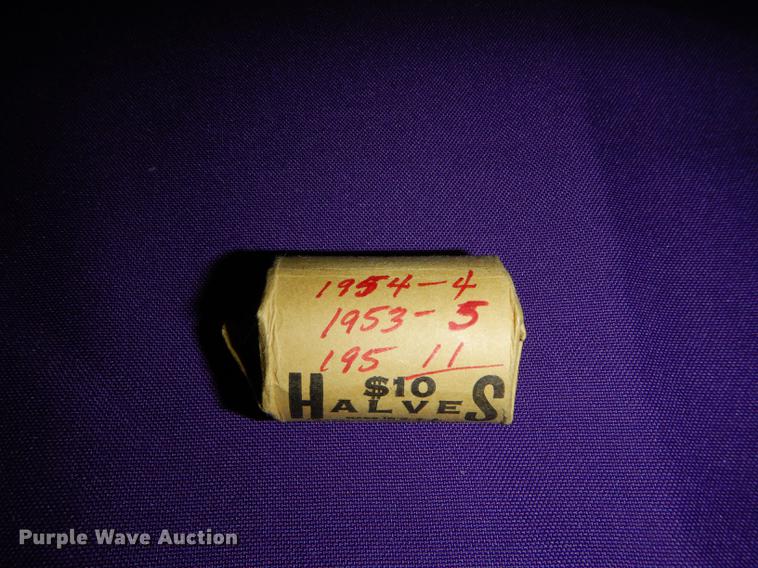 1954 - 4
1953 - 5
195 11
$10
HALVES
Purple Wave Auction